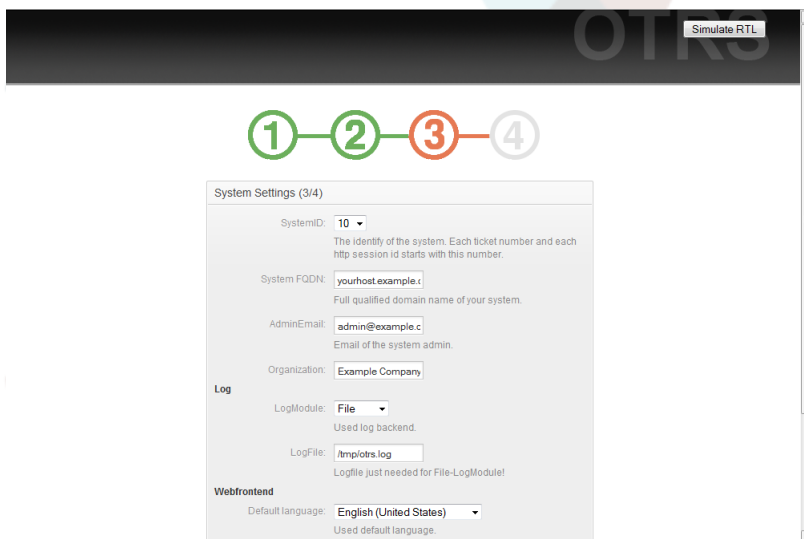 OTRS
Simulate RTL
1 2 3 4
System Settings (3/4)
SystemID: 10
The identify of the system. Each ticket number and each
http session id starts with this number.
System FQDN: yourhost.example.c
Full qualified domain name of your system.
AdminEmail: admin@example.c
Email of the system admin.
Organization: Example Company
Log
LogModule: File
Used log backend.
LogFile: /tmp/otrs.log
Logfile just needed for File-LogModule!
Webfrontend
Default language: English (United States)
Used default language.